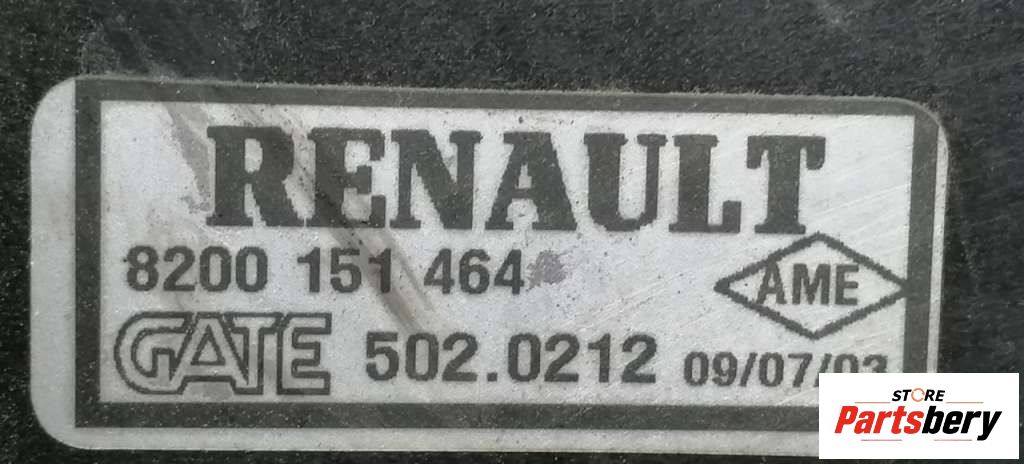 RENAULT
8200 151 464
AME
GATE 502.0212 09/07/03
STORE
Partsbery